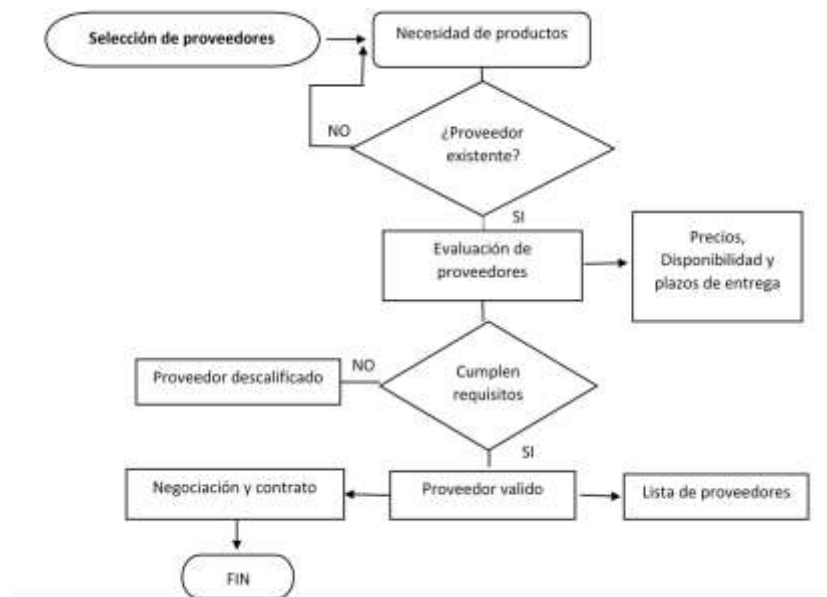 Selección de proveedores
Necesidad de productos
NO
¿Proveedor
existente?
SI
Evaluación de
proveedores
Precios,
Disponibilidad y
plazos de entrega
Proveedor descalificado
NO
Cumplen
requisitos
SI
Negociación y contrato
Proveedor valido
Lista de proveedores
FIN